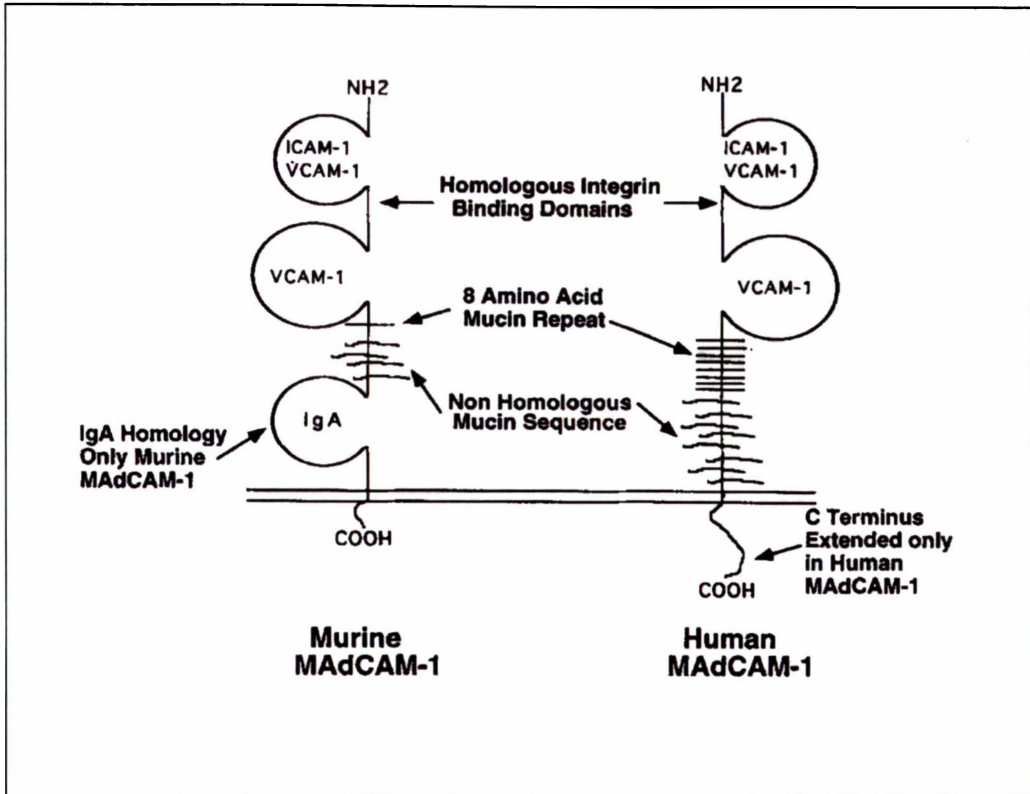 NH2
NH2
ICAM-1
VCAM-1
ICAM-1
VCAM-1
Homologous Integrin
Binding Domains
VCAM-1
VCAM-1
8 Amino Acid
Mucin Repeat
Non Homologous
Mucin Sequence
IgA
IgA Homology
Only Murine
MAdCAM-1
COOH
C Terminus
Extended only
in Human
MAdCAM-1
COOH
Murine
MAdCAM-1
Human
MAdCAM-1